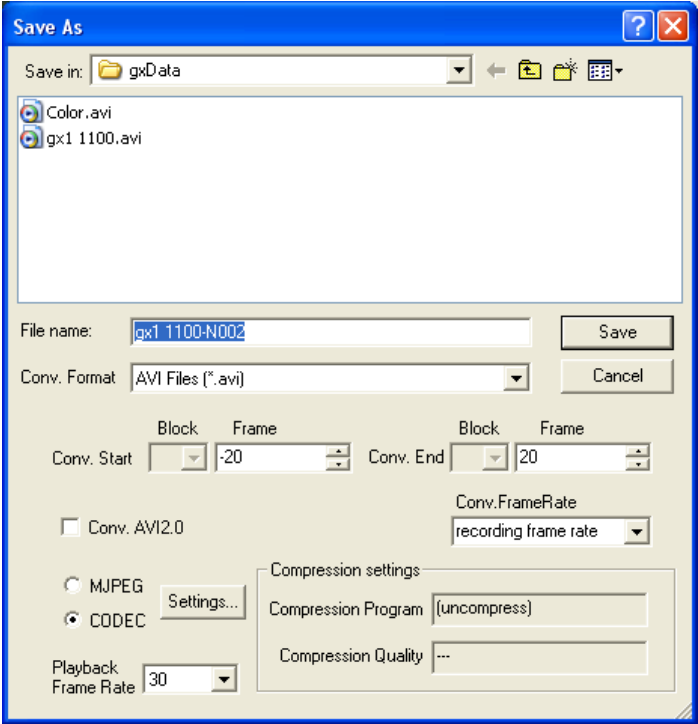 Save As
Save in: gxData
Color.avi
gx1 1100.avi
File name: gx1 1100-N002 Save
Conv. Format AVI Files (*.avi) Cancel
Block Frame Block Frame
Conv. Start -20 Conv. End 20
Conv.FrameRate
Conv. AVI2.0 recording frame rate
Compression settings
MJPEG
Settings...
CODEC
Compression Program (uncompress)
Compression Quality ---
Playback
Frame Rate 30